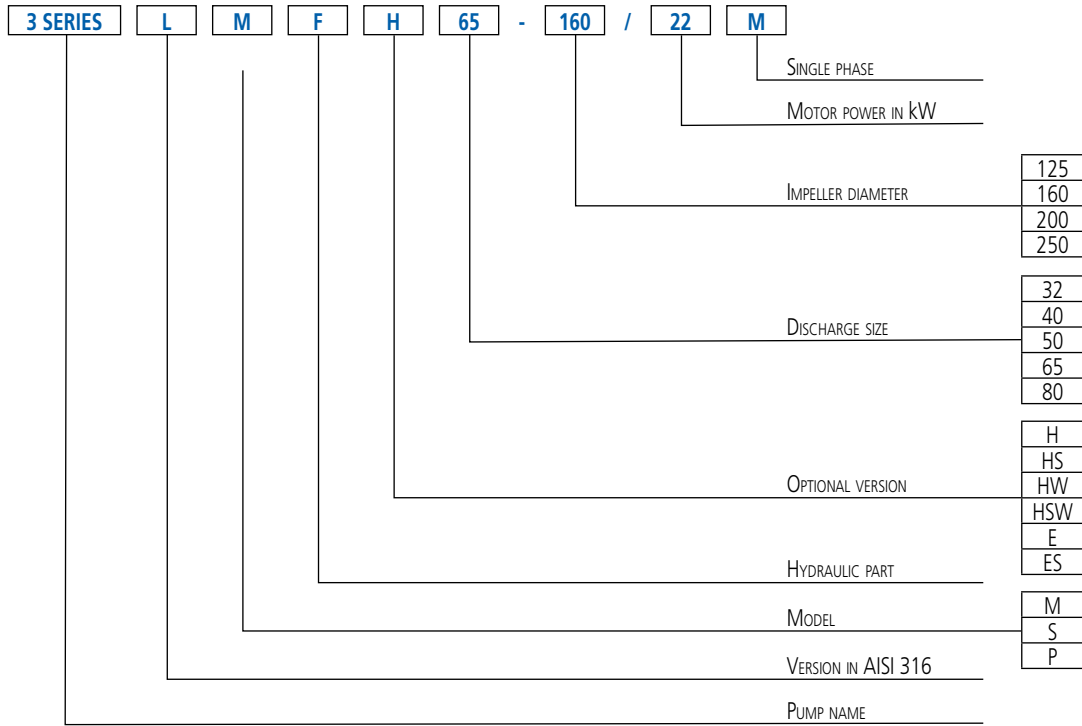 3 SERIES L M F H 65 - 160 / 22 M
SINGLE PHASE
MOTOR POWER IN kW
IMPELLER DIAMETER
125
160
200
250
DISCHARGE SIZE
32
40
50
65
80
OPTIONAL VERSION
H
HS
HW
HSW
E
ES
HYDRAULIC PART
MODEL
M
S
P
VERSION IN AISI 316
PUMP NAME